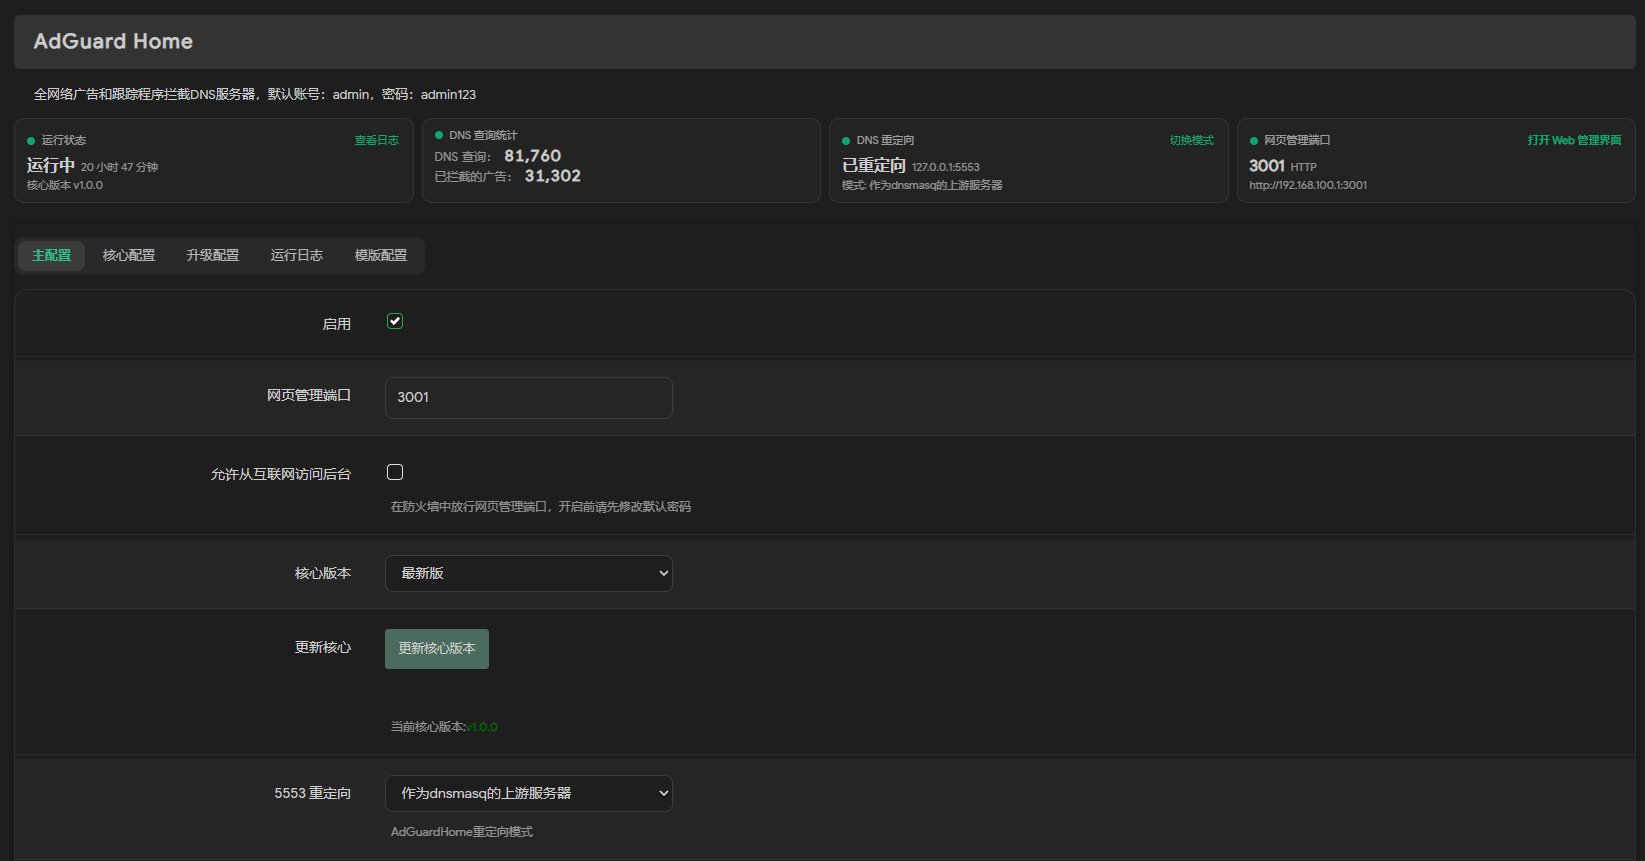 AdGuard Home
全网络广告和跟踪程序拦截DNS服务器，默认账号：admin，密码：admin123
运行状态
查看日志
运行中 20 小时 47 分钟
核心版本 v1.0.0
DNS 查询统计
DNS 查询： 81,760
已拦截的广告： 31,302
DNS 重定向
切换模式
已重定向 127.0.0.1:5553
模式: 作为dnsmasq的上游服务器
网页管理端口
打开 Web 管理界面
3001 HTTP
http://192.168.100.1:3001
主配置 核心配置 升级配置 运行日志 模版配置
启用
网页管理端口
3001
允许从互联网访问后台
在防火墙中放行网页管理端口，开启前请先修改默认密码
核心版本
最新版
更新核心
更新核心版本
当前核心版本:v1.0.0
5553 重定向
作为dnsmasq的上游服务器
AdGuardHome重定向模式